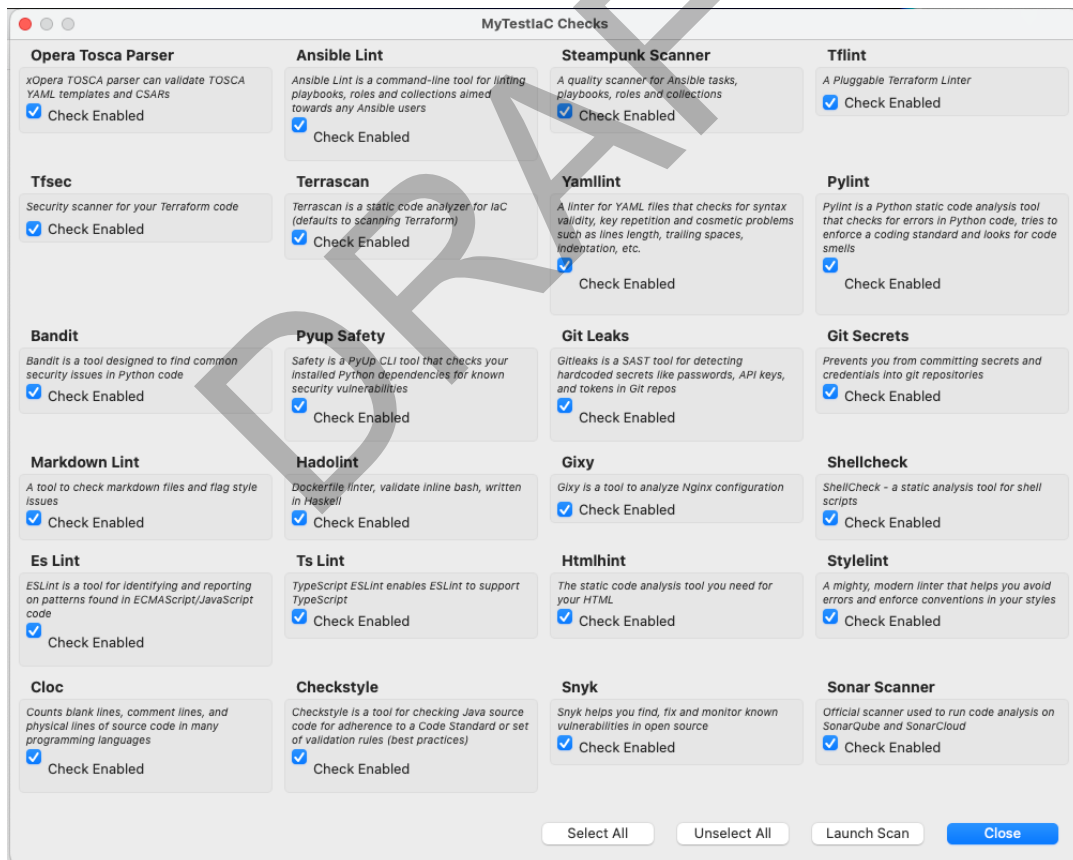 MyTestIaC Checks
Opera Tosca Parser
xOpera TOSCA parser can validate TOSCA
YAML templates and CSARs
Check Enabled
Ansible Lint
Ansible Lint is a command-line tool for linting
playbooks, roles and collections aimed
towards any Ansible users
Check Enabled
Steampunk Scanner
A quality scanner for Ansible tasks,
playbooks, roles and collections
Check Enabled
Tflint
A Pluggable Terraform Linter
Check Enabled
Tfsec
Security scanner for your Terraform code
Check Enabled
Terrascan
Terrascan is a static code analyzer for IaC
(defaults to scanning Terraform)
Check Enabled
Yamllint
A linter for YAML files that checks for syntax
validity, key repetition and cosmetic problems
such as lines length, trailing spaces,
indentation, etc.
Check Enabled
Pylint
Pylint is a Python static code analysis tool
that checks for errors in Python code, tries to
enforce a coding standard and looks for code
smells
Check Enabled
Bandit
Bandit is a tool designed to find common
security issues in Python code
Check Enabled
Pyup Safety
Safety is a PyUp CLI tool that checks your
installed Python dependencies for known
security vulnerabilities
Check Enabled
Git Leaks
Gitleaks is a SAST tool for detecting
hardcoded secrets like passwords, API keys,
and tokens in Git repos
Check Enabled
Git Secrets
Prevents you from committing secrets and
credentials into git repositories
Check Enabled
Markdown Lint
A tool to check markdown files and flag style
issues
Check Enabled
Hadolint
Dockerfile linter, validate inline bash, written
in Haskell
Check Enabled
Gixy
Gixy is a tool to analyze Nginx configuration
Check Enabled
Shellcheck
ShellCheck - a static analysis tool for shell
scripts
Check Enabled
Es Lint
ESLint is a tool for identifying and reporting
on patterns found in ECMAScript/JavaScript
code
Check Enabled
Ts Lint
TypeScript ESLint enables ESLint to support
TypeScript
Check Enabled
Htmlhint
The static code analysis tool you need for
your HTML
Check Enabled
Stylelint
A mighty, modern linter that helps you avoid
errors and enforce conventions in your styles
Check Enabled
Cloc
Counts blank lines, comment lines, and
physical lines of source code in many
programming languages
Check Enabled
Checkstyle
Checkstyle is a tool for checking Java source
code for adherence to a Code Standard or set
of validation rules (best practices)
Check Enabled
Snyk
Snyk helps you find, fix and monitor known
vulnerabilities in open source
Check Enabled
Sonar Scanner
Official scanner used to run code analysis on
SonarQube and SonarCloud
Check Enabled
Select All
Unselect All
Launch Scan
Close